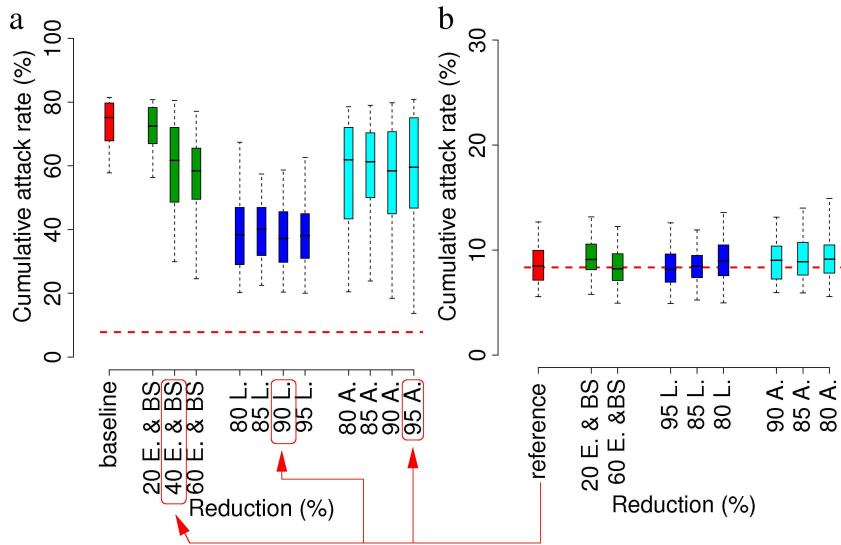 a
Cumulative attack rate (%)
100
80
60
40
20
0
baseline
20 E. & BS
40 E. & BS
60 E. & BS
80 L.
85 L.
90 L.
95 L.
80 A.
85 A.
90 A.
95 A.
Reduction (%)
b
Cumulative attack rate (%)
30
20
10
0
reference
20 E. & BS
60 E. &BS
95 L.
85 L.
80 L.
90 A.
85 A.
80 A.
Reduction (%)